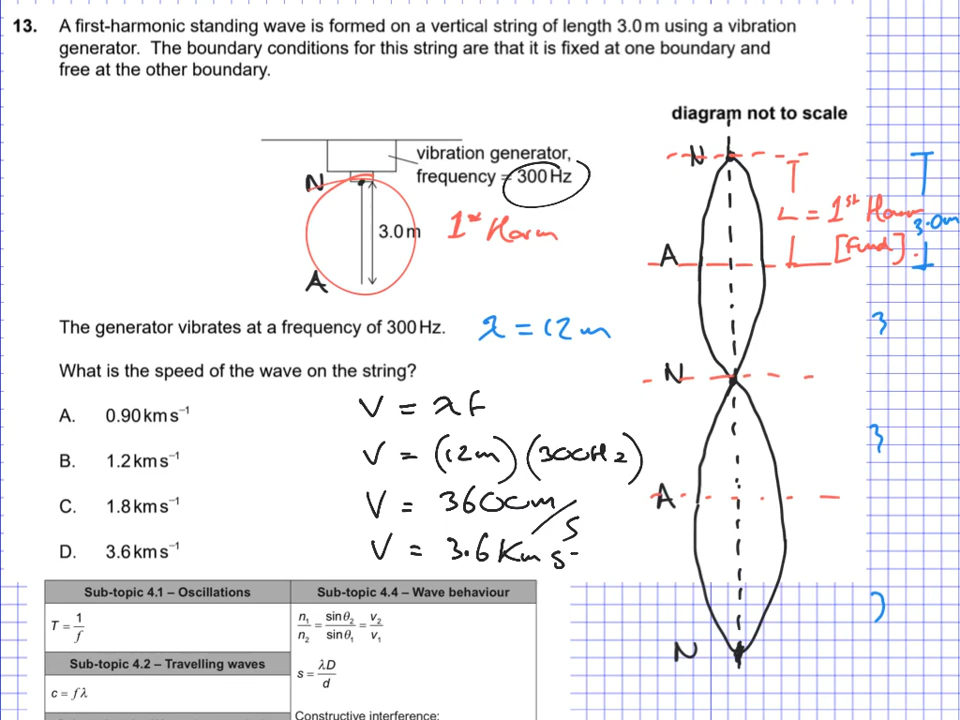 13. A first-harmonic standing wave is formed on a vertical string of length 3.0 m using a vibration
generator. The boundary conditions for this string are that it is fixed at one boundary and
free at the other boundary.
diagram not to scale
vibration generator,
frequency = 300 Hz
N
3.0 m
1st Harm
A
N
L = 1st Harm
[Fund].
3.0m
A
The generator vibrates at a frequency of 300 Hz.
λ = 12 m
3
What is the speed of the wave on the string?
N
A. 0.90 km s⁻¹
B. 1.2 km s⁻¹
C. 1.8 km s⁻¹
D. 3.6 km s⁻¹
V = λ f
V = (12m) (300Hz)
V = 3600m/s
V = 3.6 Km s⁻
3
A
N
Sub-topic 4.1 – Oscillations
T = 1/f
Sub-topic 4.2 – Travelling waves
c = fλ
Sub-topic 4.4 – Wave behaviour
n₁/n₂ = sinθ₂/sinθ₁ = v₂/v₁
s = λD/d
Constructive interference: